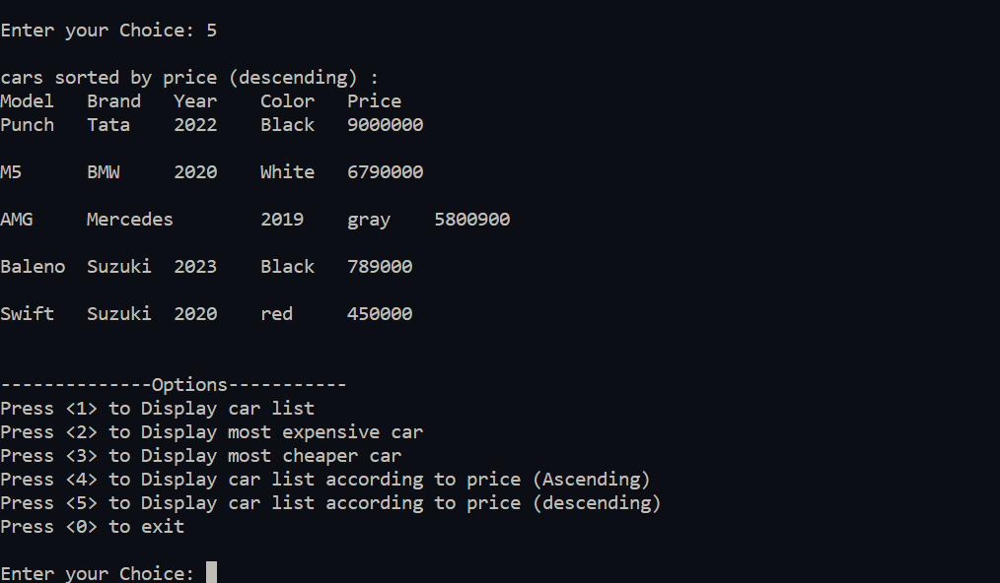 Enter your Choice: 5
cars sorted by price (descending) :
Model   Brand   Year    Color   Price
Punch   Tata    2022    Black   9000000
M5      BMW     2020    White   6790000
AMG     Mercedes        2019    gray    5800900
Baleno  Suzuki  2023    Black   789000
Swift   Suzuki  2020    red     450000
--------------Options-----------
Press <1> to Display car list
Press <2> to Display most expensive car
Press <3> to Display most cheaper car
Press <4> to Display car list according to price (Ascending)
Press <5> to Display car list according to price (descending)
Press <0> to exit
Enter your Choice: